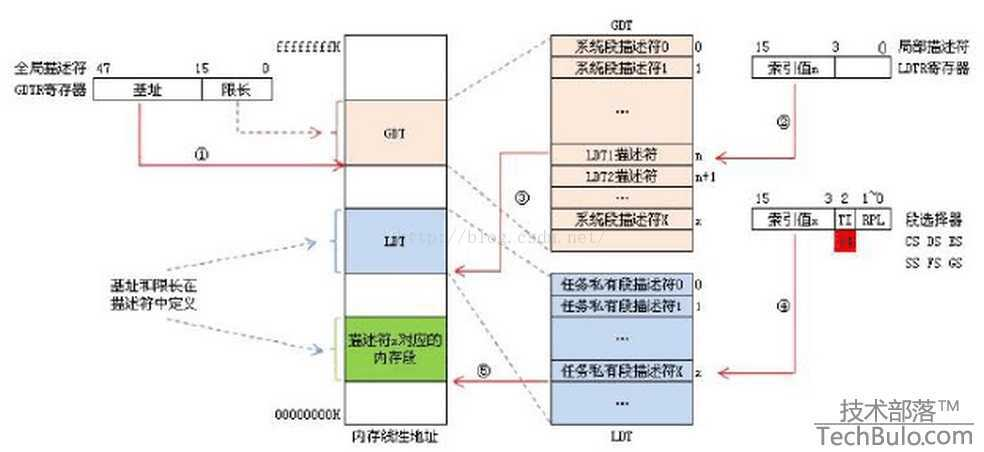 GDT
ffffffffH
全局描述符
GDTR寄存器
47 15 0
基址 限长
①
GDT
LDT
基址和限长在
描述符中定义
描述符x对应的
内存段
00000000H
内存线性地址
系统段描述符0 0
系统段描述符1 1
...
LDT1描述符 n
LDT2描述符 n+1
...
系统段描述符X x
③
http://blog.csdn.net/
任务私有段描述符0 0
任务私有段描述符1 1
...
任务私有段描述符X x
...
LDT
⑤
15 3 0
索引值n
局部描述符
LDTR寄存器
②
15 3 2 1~0
索引值x TI RPL
段选择器
CS DS ES
SS FS GS
④
技术部落™
TechBulo.com